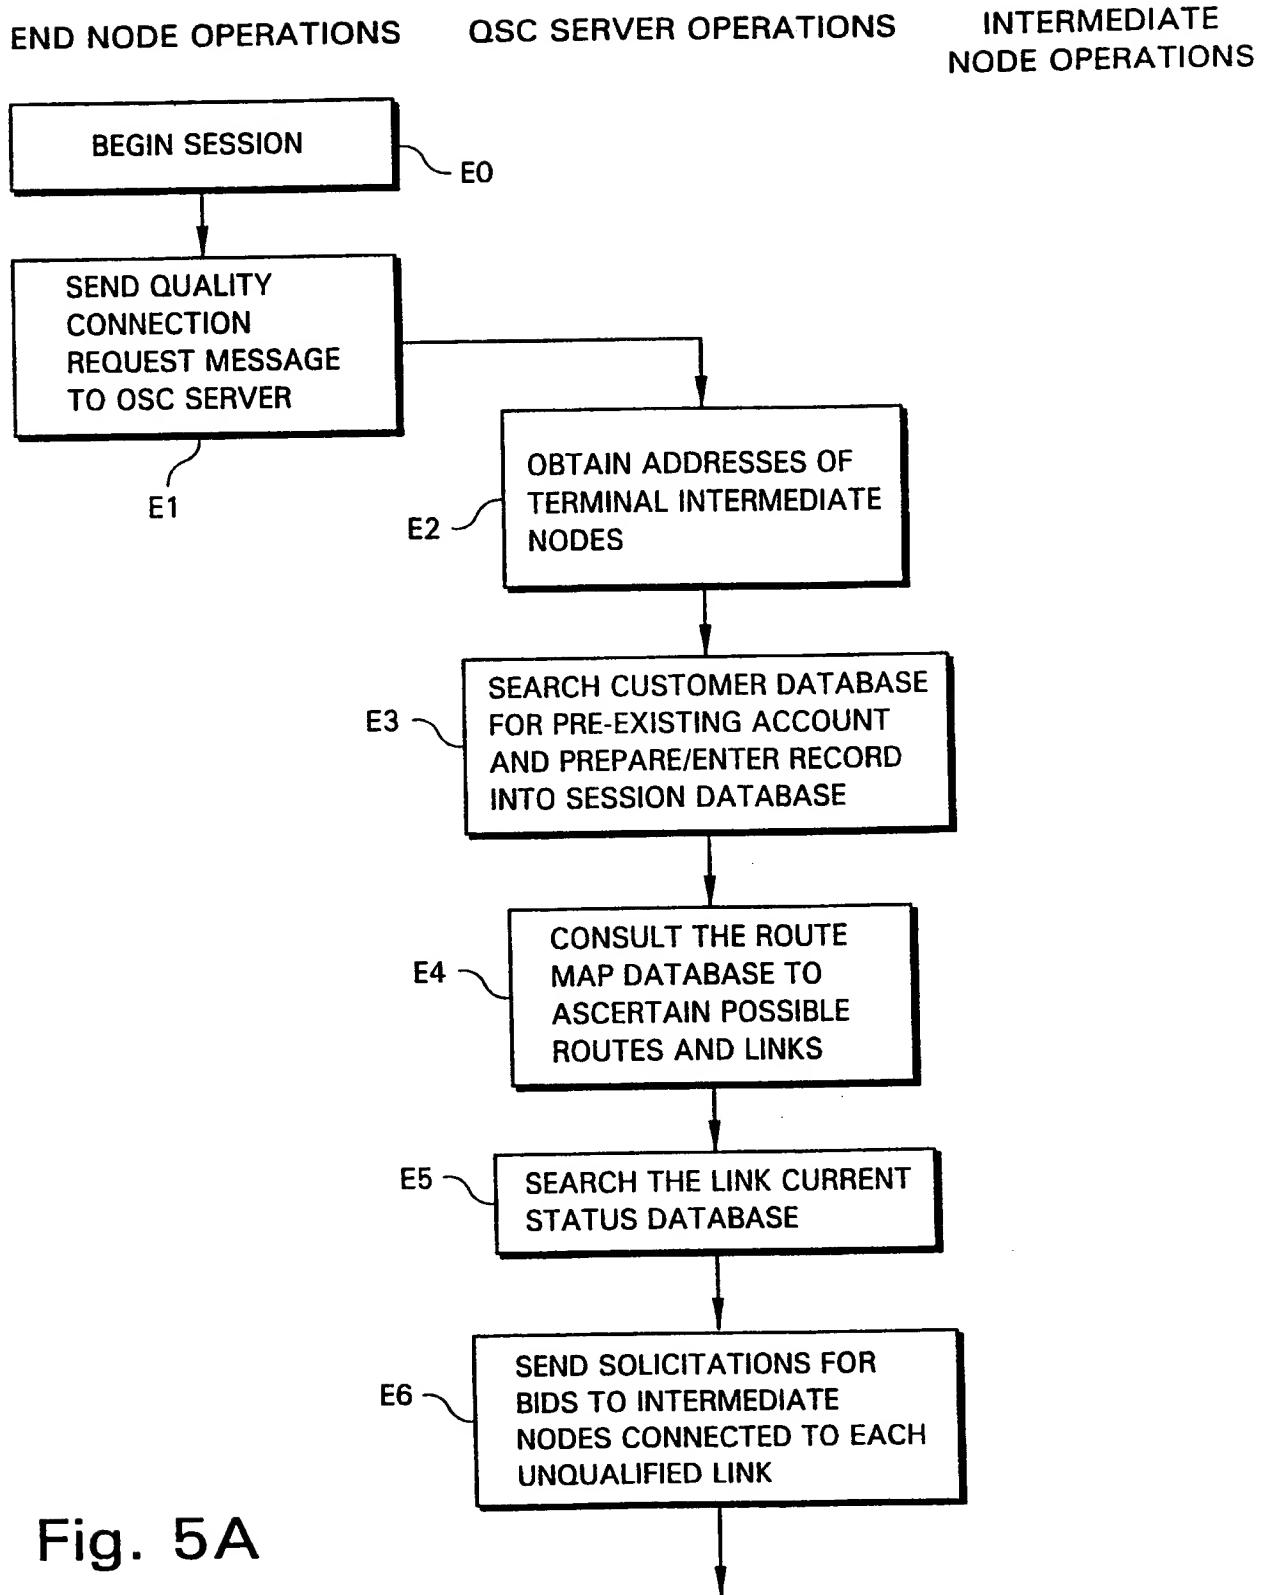 END NODE OPERATIONS
QSC SERVER OPERATIONS
INTERMEDIATE
NODE OPERATIONS
BEGIN SESSION
E0
SEND QUALITY
CONNECTION
REQUEST MESSAGE
TO OSC SERVER
E1
OBTAIN ADDRESSES OF
TERMINAL INTERMEDIATE
NODES
E2
SEARCH CUSTOMER DATABASE
FOR PRE-EXISTING ACCOUNT
AND PREPARE/ENTER RECORD
INTO SESSION DATABASE
E3
CONSULT THE ROUTE
MAP DATABASE TO
ASCERTAIN POSSIBLE
ROUTES AND LINKS
E4
SEARCH THE LINK CURRENT
STATUS DATABASE
E5
SEND SOLICITATIONS FOR
BIDS TO INTERMEDIATE
NODES CONNECTED TO EACH
UNQUALIFIED LINK
E6
Fig. 5A